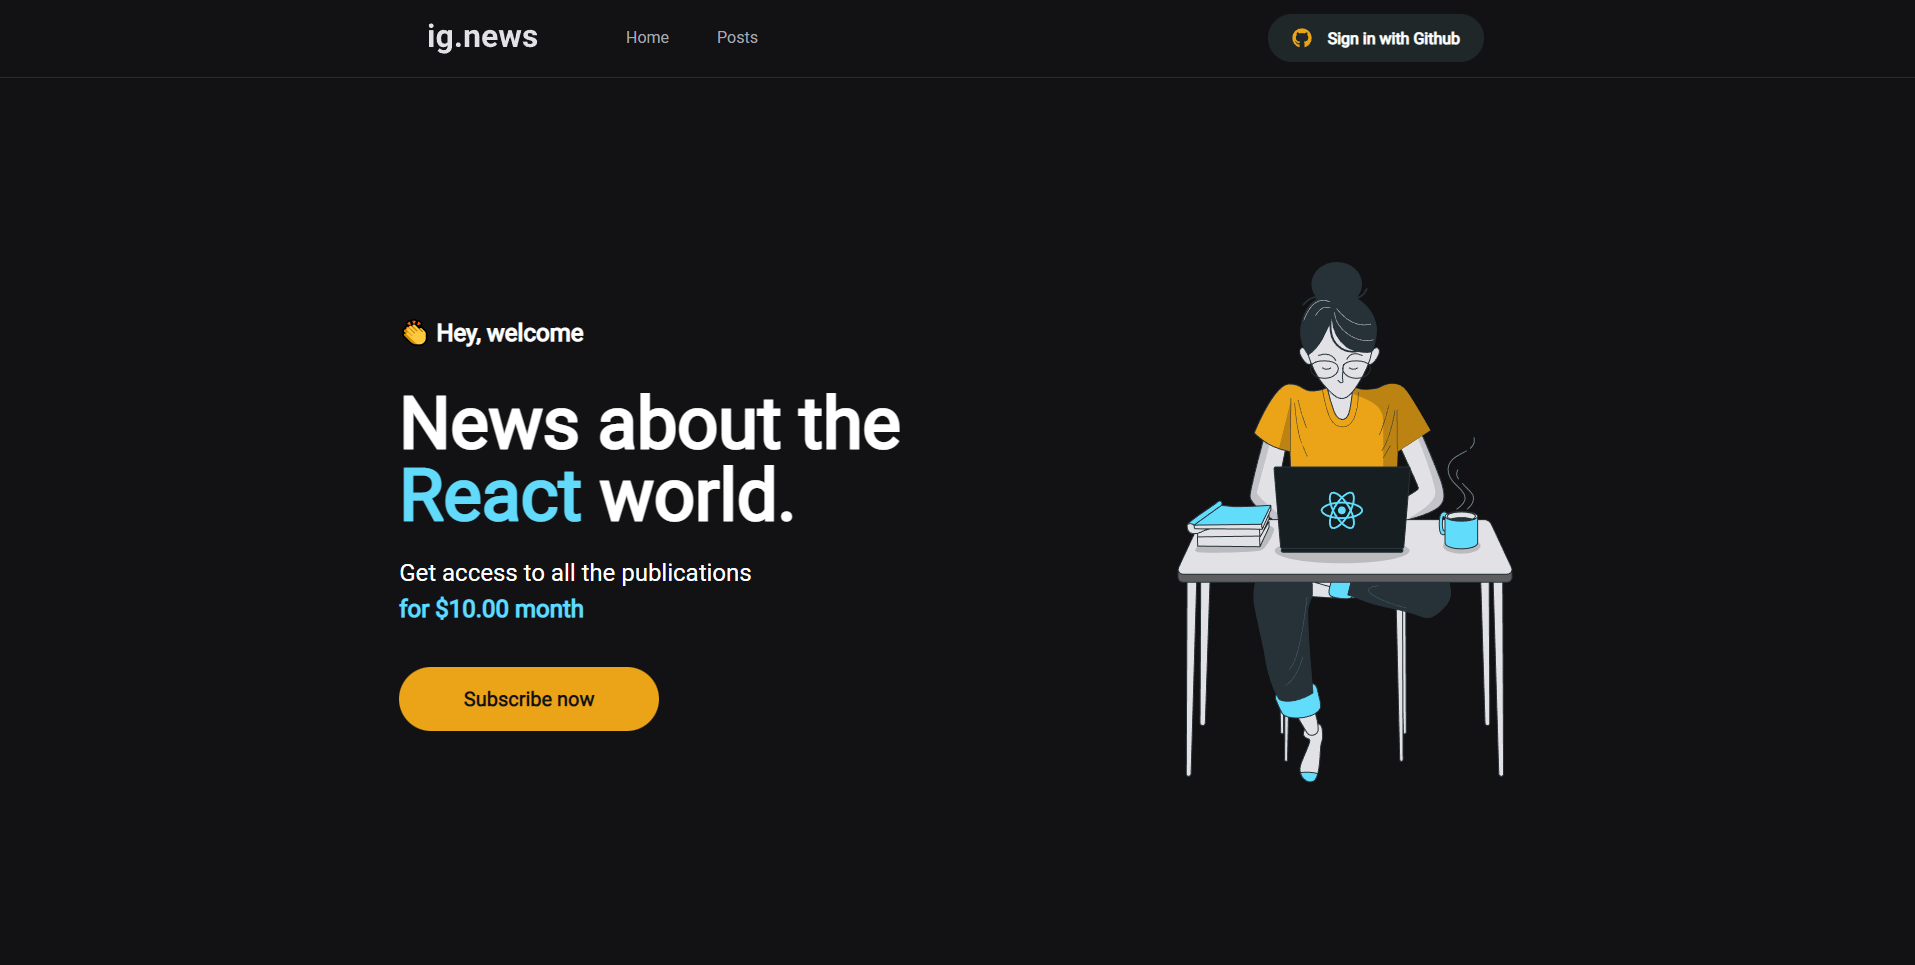 ig.news
Home
Posts
Sign in with Github
👏 Hey, welcome
News about the
React world.
Get access to all the publications
for $10.00 month
Subscribe now